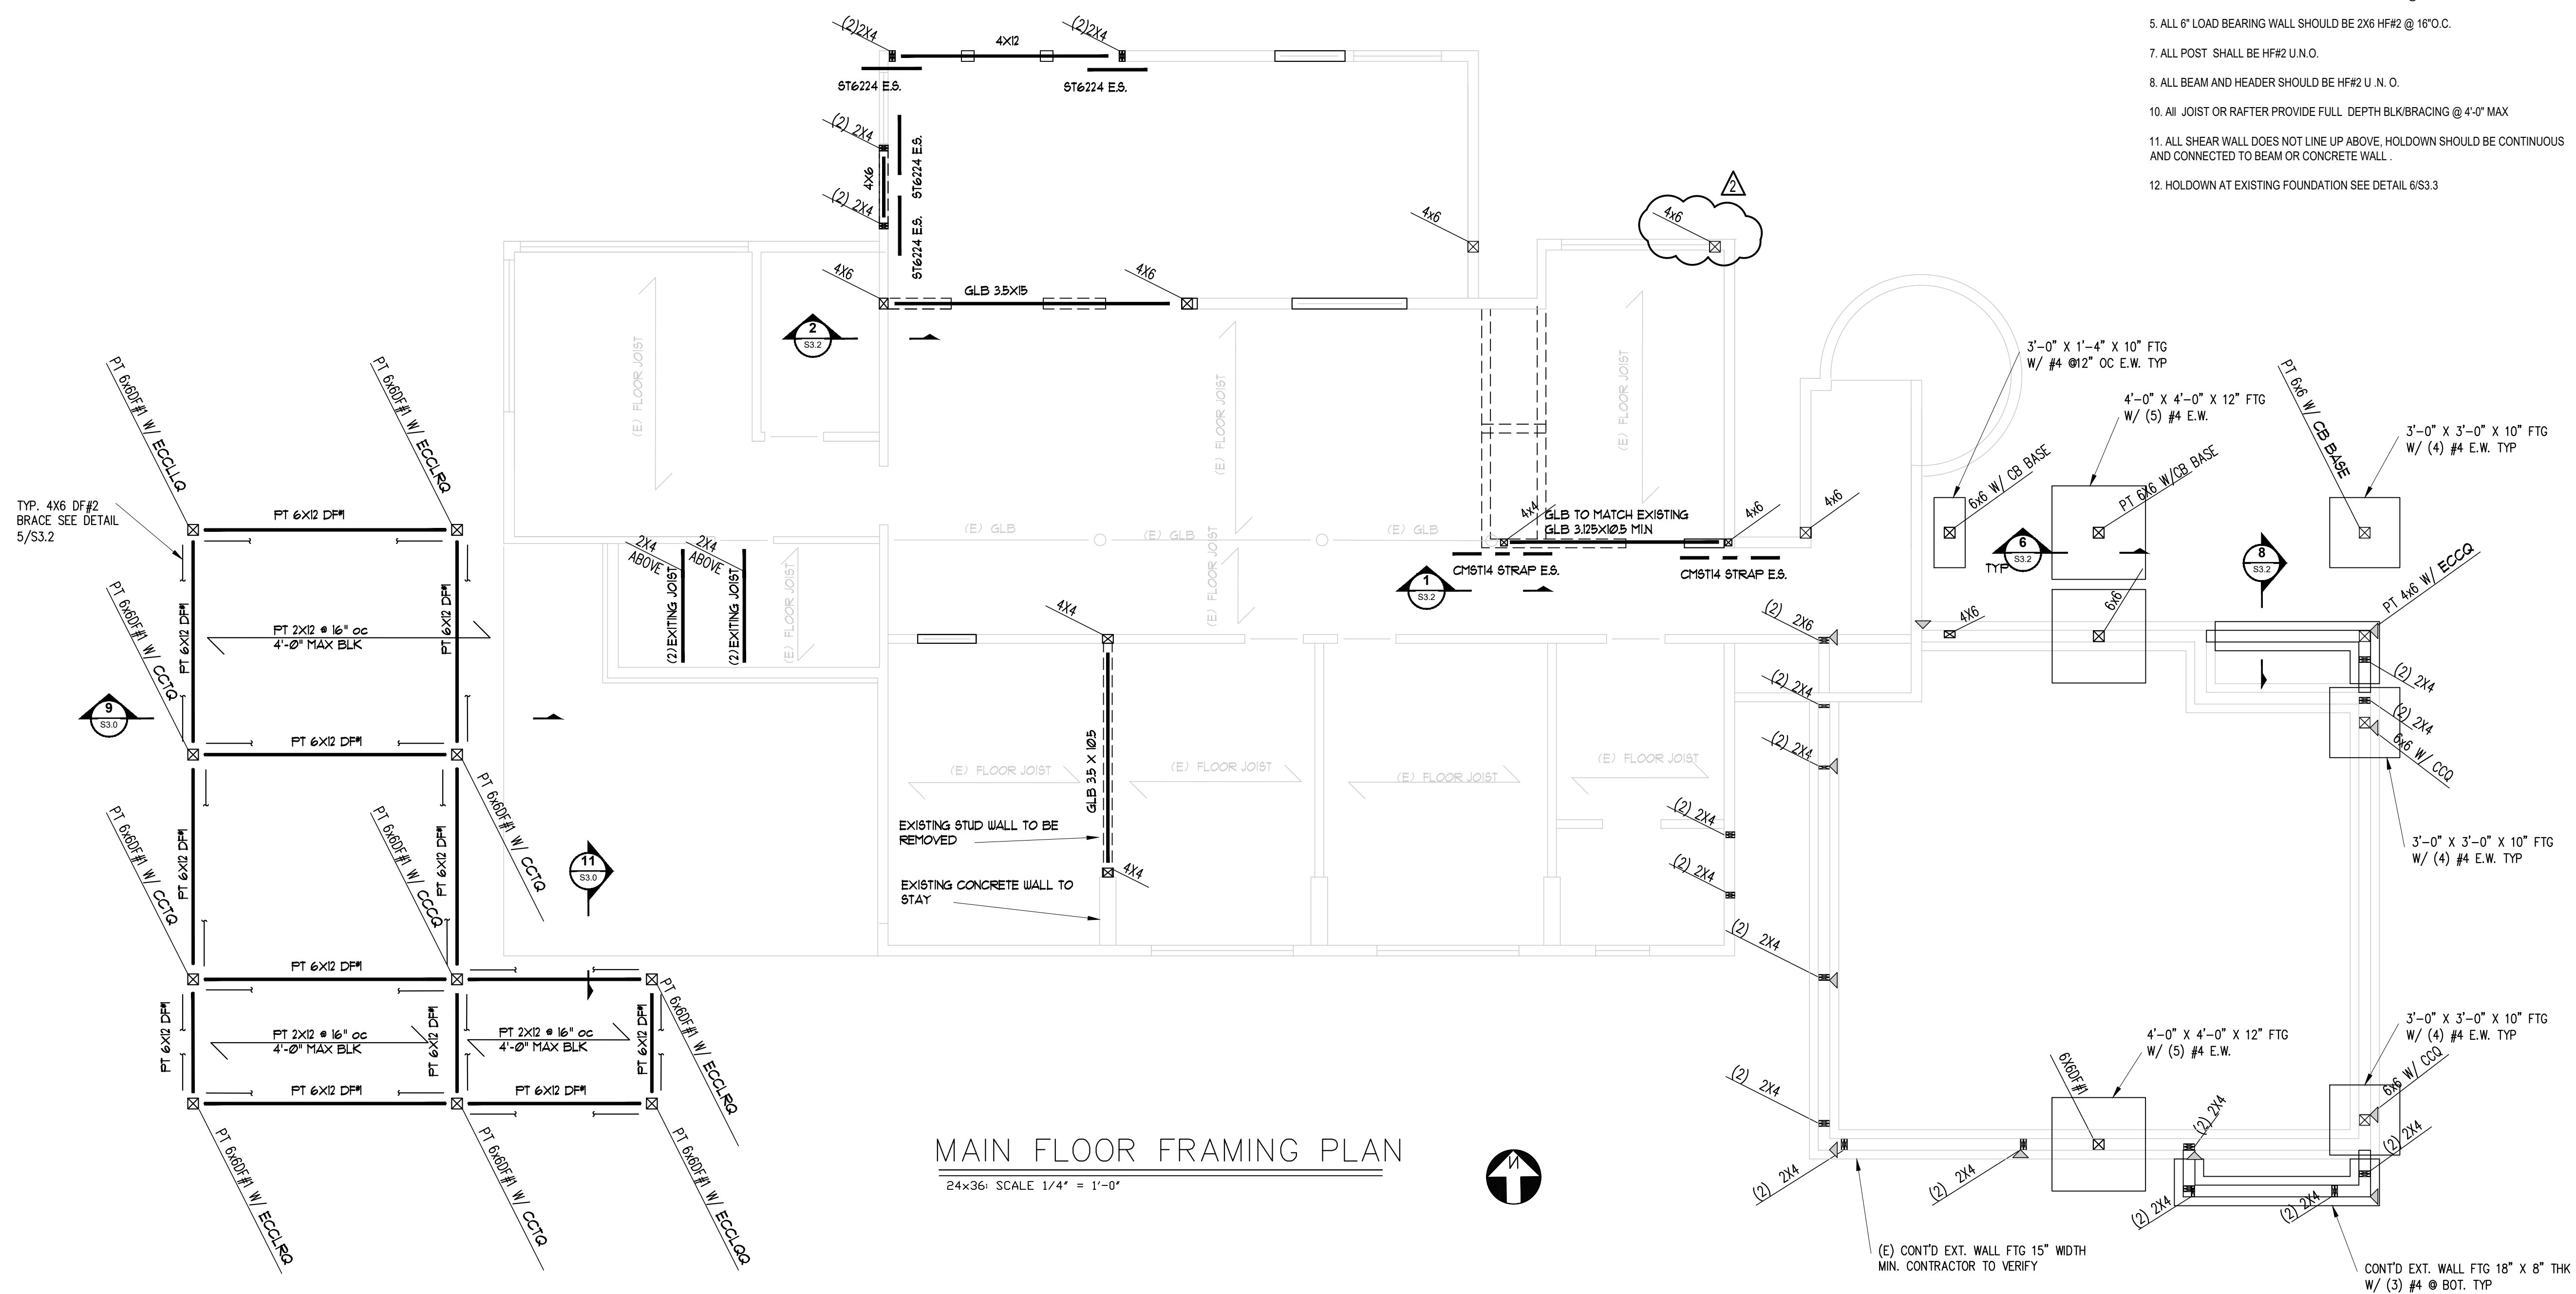 5. ALL 6" LOAD BEARING WALL SHOULD BE 2X6 HF#2 @ 16"O.C.
7. ALL POST SHALL BE HF#2 U.N.O.
8. ALL BEAM AND HEADER SHOULD BE HF#2 U .N. O.
10. All JOIST OR RAFTER PROVIDE FULL DEPTH BLK/BRACING @ 4'-0" MAX
11. ALL SHEAR WALL DOES NOT LINE UP ABOVE, HOLDOWN SHOULD BE CONTINUOUS
AND CONNECTED TO BEAM OR CONCRETE WALL .
12. HOLDOWN AT EXISTING FOUNDATION SEE DETAIL 6/S3.3
(2)2X4
4X12
(2)2X4
ST6224 E.S.
ST6224 E.S.
(2) 2X4
4X6
(2) 2X4
ST6224 E.S.
ST6224 E.S.
4x6
2
4x6
4X6
4X6
GLB 3.5X15
2
S3.2
(E) FLOOR JOIST
(E) FLOOR JOIST
(E) FLOOR JOIST
3'-0" X 1'-4" X 10" FTG
W/ #4 @12" OC E.W. TYP
4'-0" X 4'-0" X 12" FTG
W/ (5) #4 E.W.
PT 6x6 W/ CB BASE
3'-0" X 3'-0" X 10" FTG
W/ (4) #4 E.W. TYP
PT 6x6DF#1 W/ ECCLLQ
PT 6x6DF#1 W/ ECCLRQ
TYP. 4X6 DF#2
BRACE SEE DETAIL
5/S3.2
PT 6X12 DF#1
6x6 W/ CB BASE
PT 6X6 W/CB BASE
4x4
GLB TO MATCH EXISTING
GLB 3.125X10.5 MIN
4x6
4x6
(E) GLB
(E) GLB
(E) GLB
CMST14 STRAP E.S.
CMST14 STRAP E.S.
1
S3.2
6
S3.2
TYP
8
S3.2
2X4
ABOVE
2X4
ABOVE
(2)EXITING JOIST
(2)EXITING JOIST
(E) FLOOR JOIST
(E) FLOOR JOIST
PT 6X12 DF#1
PT 6X12 DF#1
PT 2X12 @ 16" oc
4'-0" MAX BLK
PT 6x6DF#1 W/ CCTQ
4X4
(2) 2X6
4X6
6x6
PT 4x6 W/ ECCQ
(2) 2X4
(2) 2X4
(2) 2X4
6x6 W/ CCQ
9
S3.0
PT 6X12 DF#1
(2) 2X4
GLB 3.5 X 10.5
(E) FLOOR JOIST
(E) FLOOR JOIST
(E) FLOOR JOIST
(E) FLOOR JOIST
PT 6x6DF#1 W/ CCTQ
PT 6x6DF#1 W/ CCTQ
PT 6x6DF#1 W/ CCCQ
PT 6X12 DF#1
PT 6X12 DF#1
EXISTING STUD WALL TO BE
REMOVED
(2) 2X4
3'-0" X 3'-0" X 10" FTG
W/ (4) #4 E.W. TYP
11
S3.0
4X4
(2) 2X4
EXISTING CONCRETE WALL TO
STAY
(2) 2X4
PT 6X12 DF#1
PT 6x6DF#1 W/ ECCLRQ
PT 6X12 DF#1
PT 2X12 @ 16" oc
4'-0" MAX BLK
PT 6X12 DF#1
PT 2X12 @ 16" oc
4'-0" MAX BLK
PT 6X12 DF#1
3'-0" X 3'-0" X 10" FTG
W/ (4) #4 E.W. TYP
4'-0" X 4'-0" X 12" FTG
W/ (5) #4 E.W.
6X6DF#1
6x6 W/ CCQ
(2) 2X4
PT 6X12 DF#1
PT 6X12 DF#1
PT 6x6DF#1 W/ ECCLRQ
PT 6x6DF#1 W/ CCTQ
PT 6x6DF#1 W/ ECCLQQ
(2) 2X4
(2) 2X4
(2) 2X4
(2) 2X4
(2) 2X4
(2) 2X4
MAIN FLOOR FRAMING PLAN
24x36: SCALE 1/4" = 1'-0"
N
(E) CONT'D EXT. WALL FTG 15" WIDTH
MIN. CONTRACTOR TO VERIFY
CONT'D EXT. WALL FTG 18" X 8" THK
W/ (3) #4 @ BOT. TYP